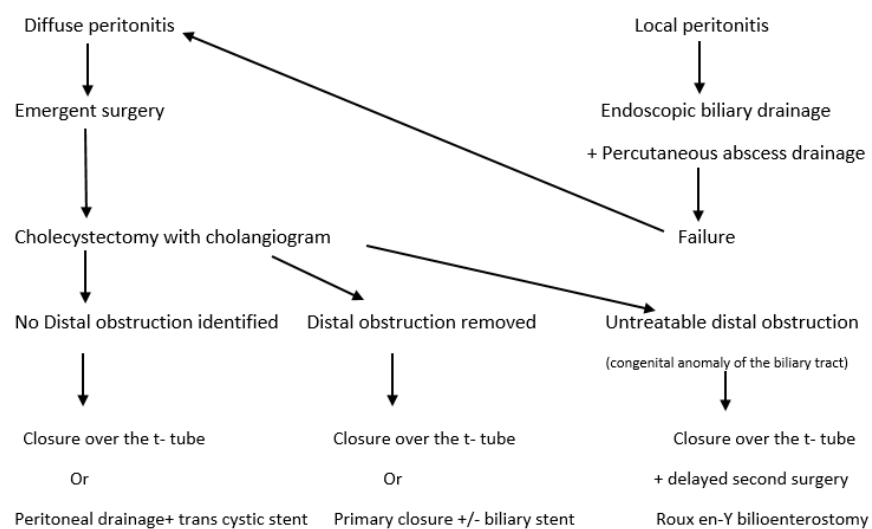 Diffuse peritonitis
Local peritonitis
Emergent surgery
Endoscopic biliary drainage
+ Percutaneous abscess drainage
Cholecystectomy with cholangiogram
Failure
No Distal obstruction identified
Distal obstruction removed
Untreatable distal obstruction
(congenital anomaly of the biliary tract)
Closure over the t- tube
Or
Peritoneal drainage+ trans cystic stent
Closure over the t- tube
Or
Primary closure +/- biliary stent
Closure over the t- tube
+ delayed second surgery
Roux en-Y bilioenterostomy